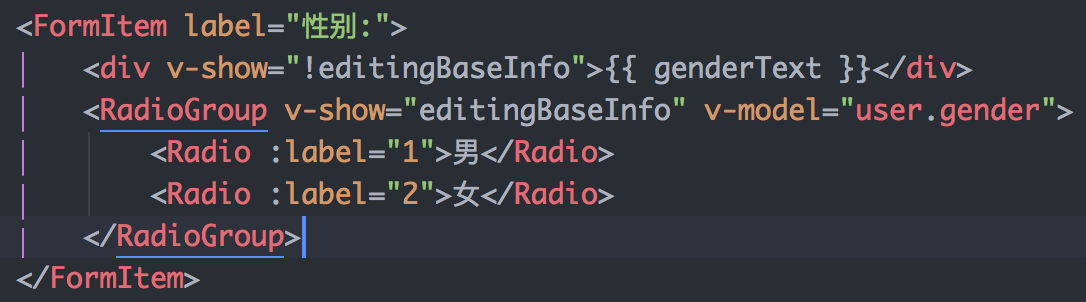 <FormItem label="性别:">
<div v-show="!editingBaseInfo">{{ genderText }}</div>
<RadioGroup v-show="editingBaseInfo" v-model="user.gender">
<Radio :label="1">男</Radio>
<Radio :label="2">女</Radio>
</RadioGroup>
</FormItem>